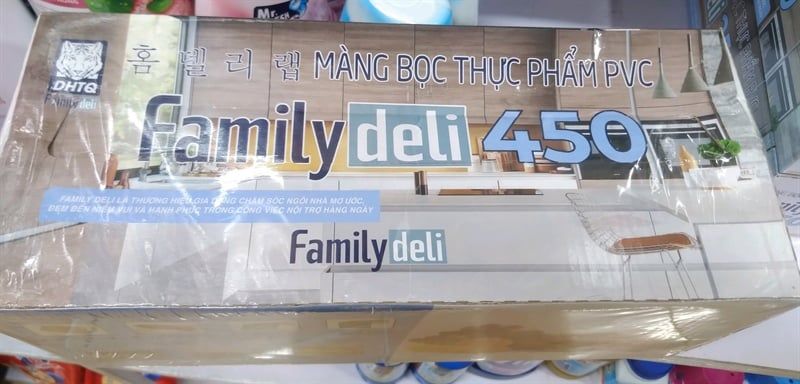 홈 델 리 랩 MÀNG BỌC THỰC PHẨM PVC
DHTQ
Family deli
Family deli 450
FAMILY DELI LÀ THƯƠNG HIỆU GIA DỤNG CHĂM SÓC NGÔI NHÀ MƠ ƯỚC,
ĐEM ĐẾN NIỀM VUI VÀ HẠNH PHÚC TRONG CÔNG VIỆC NỘI TRỢ HÀNG NGÀY
Family deli